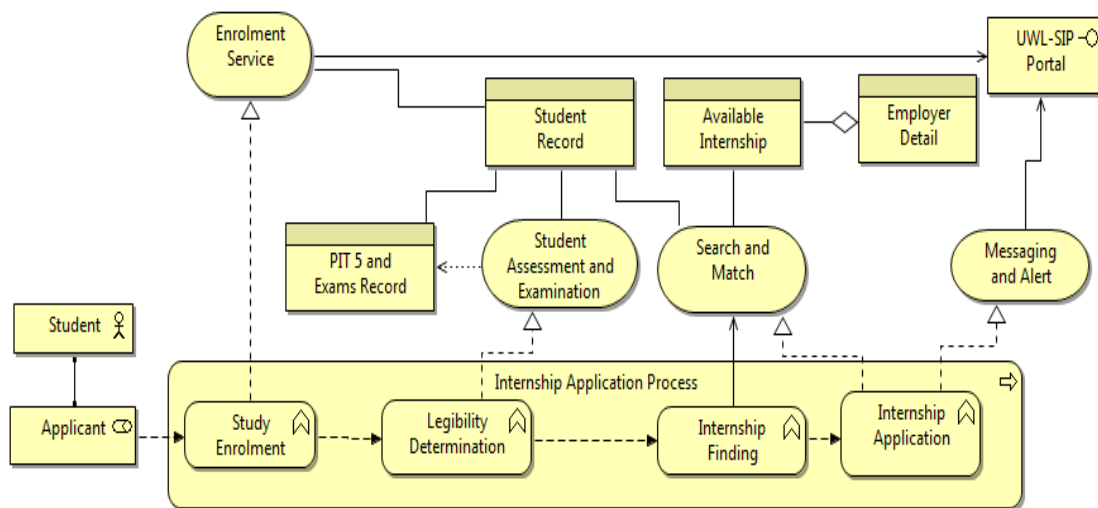 Enrolment
Service
UWL-SIP
Portal
Student
Record
Available
Internship
Employer
Detail
PIT 5 and
Exams Record
Student
Assessment and
Examination
Search and
Match
Messaging
and Alert
Student
Applicant
Internship Application Process
Study
Enrolment
Legibility
Determination
Internship
Finding
Internship
Application